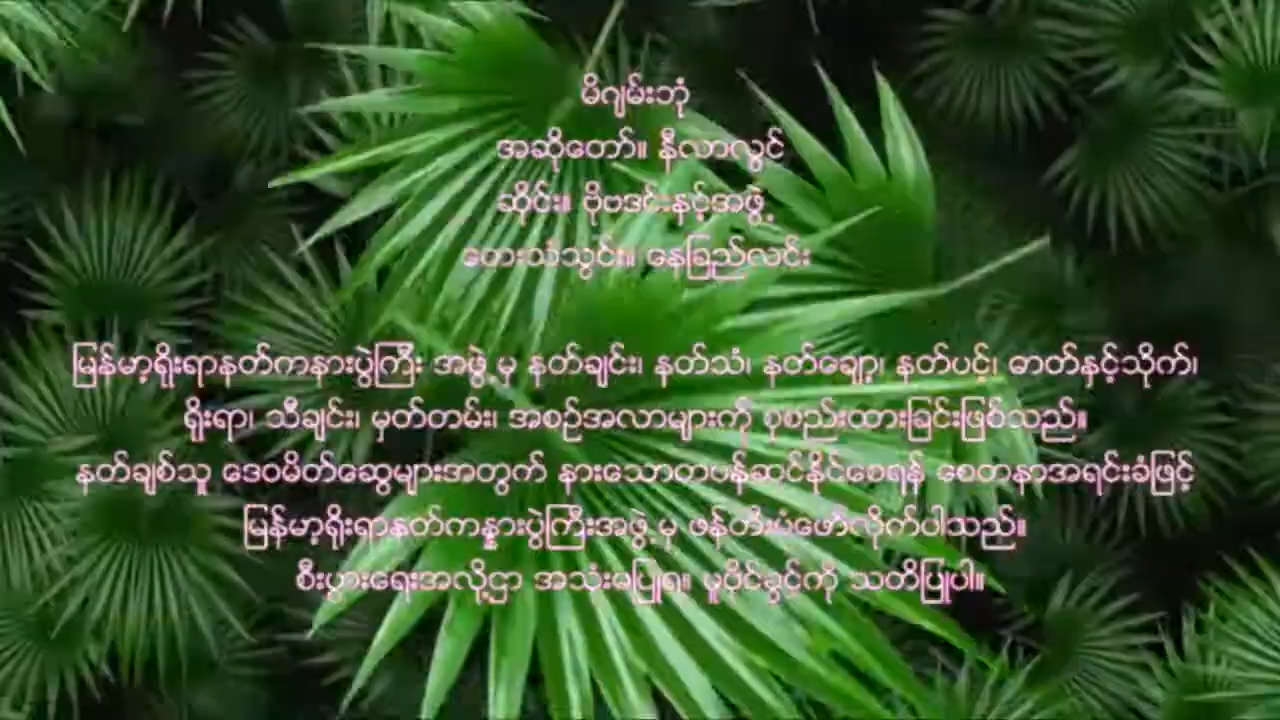 မိဂျမ်းဘုံ
အဆိုတော်။ နီလာလွင်
ဆိုင်း။ ဗိုဗဒင်းနှင့်အဖွဲ့
တေးသံသွင်း။ နေခြည်လင်း
မြန်မာ့ရိုးရာနတ်ကနားပွဲကြီး အဖွဲ့ မှ နတ်ချင်း၊ နတ်သံ၊ နတ်ချော့၊ နတ်ပင့်၊ ဓာတ်နှင့်သိုက်၊
ရိုးရာ၊ သီချင်း၊ မှတ်တမ်း၊ အစဉ်အလာများကို စုစည်းထားခြင်းဖြစ်သည်။
နတ်ချစ်သူ ဒေဝမိတ်ဆွေများအတွက် နားသောတဆင်နိုင်စေရန် စေတနာအရင်းခံဖြင့်
မြန်မာ့ရိုးရာနတ်ကန္နားပွဲကြီးအဖွဲ့ မှ ဖန်တီးပုံဖော်လိုက်ပါသည်။
စီးပွားရေးအလို့ငှာ အသုံးမပြုရ။ မူပိုင်ခွင့်ကို သတိပြုပါ။